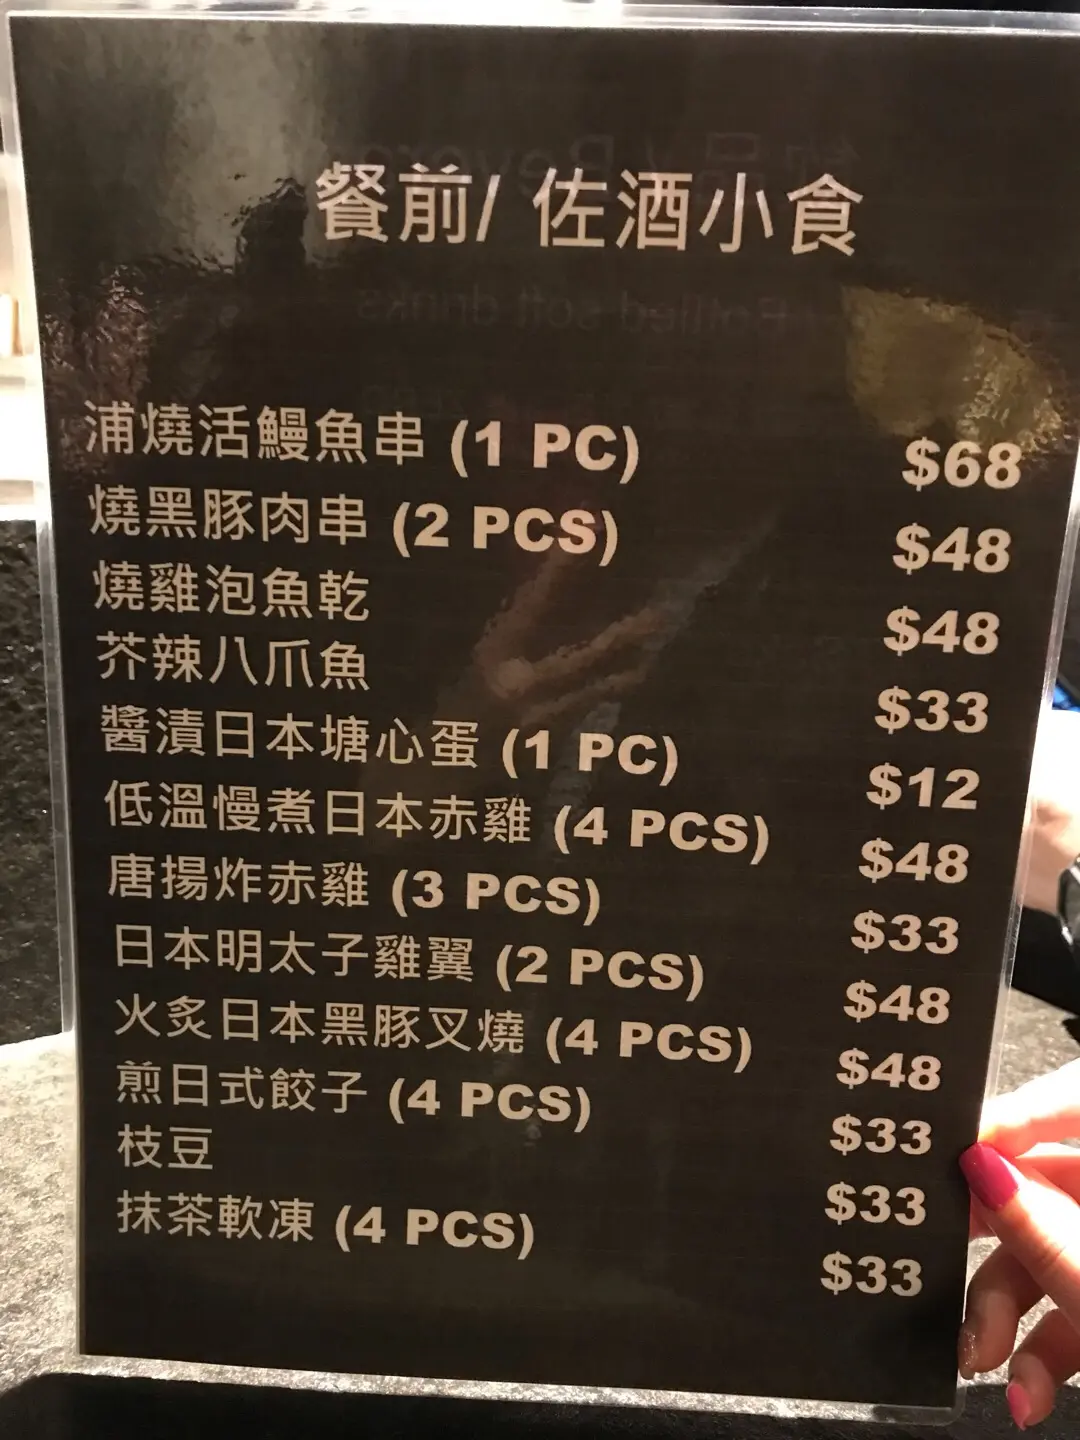 餐前/ 佐酒小食
浦燒活鰻魚串 (1 PC) $68
燒黑豚肉串 (2 PCS) $48
燒雞泡魚乾 $48
芥辣八爪魚 $33
醬漬日本塘心蛋 (1 PC) $12
低溫慢煮日本赤雞 (4 PCS) $48
唐揚炸赤雞 (3 PCS) $33
日本明太子雞翼 (2 PCS) $48
火炙日本黑豚叉燒 (4 PCS) $48
煎日式餃子 (4 PCS) $33
枝豆 $33
抹茶軟凍 (4 PCS) $33